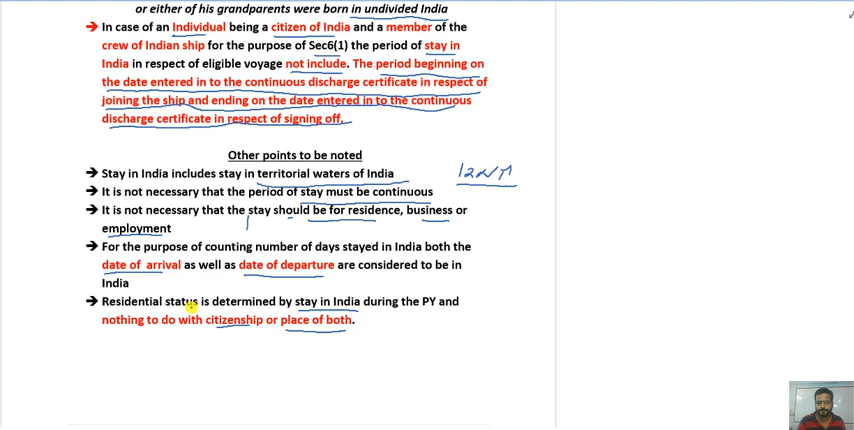 or either of his grandparents were born in undivided India
➔ In case of an Individual being a citizen of India and a member of the
crew of Indian ship for the purpose of Sec6(1) the period of stay in
India in respect of eligible voyage not include. The period beginning on
the date entered in to the continuous discharge certificate in respect of
joining the ship and ending on the date entered in to the continuous
discharge certificate in respect of signing off.
Other points to be noted
➔ Stay in India includes stay in territorial waters of India
12NM
➔ It is not necessary that the period of stay must be continuous
➔ It is not necessary that the stay should be for residence, business or
employment
➔ For the purpose of counting number of days stayed in India both the
date of arrival as well as date of departure are considered to be in
India
➔ Residential status is determined by stay in India during the PY and
nothing to do with citizenship or place of both.